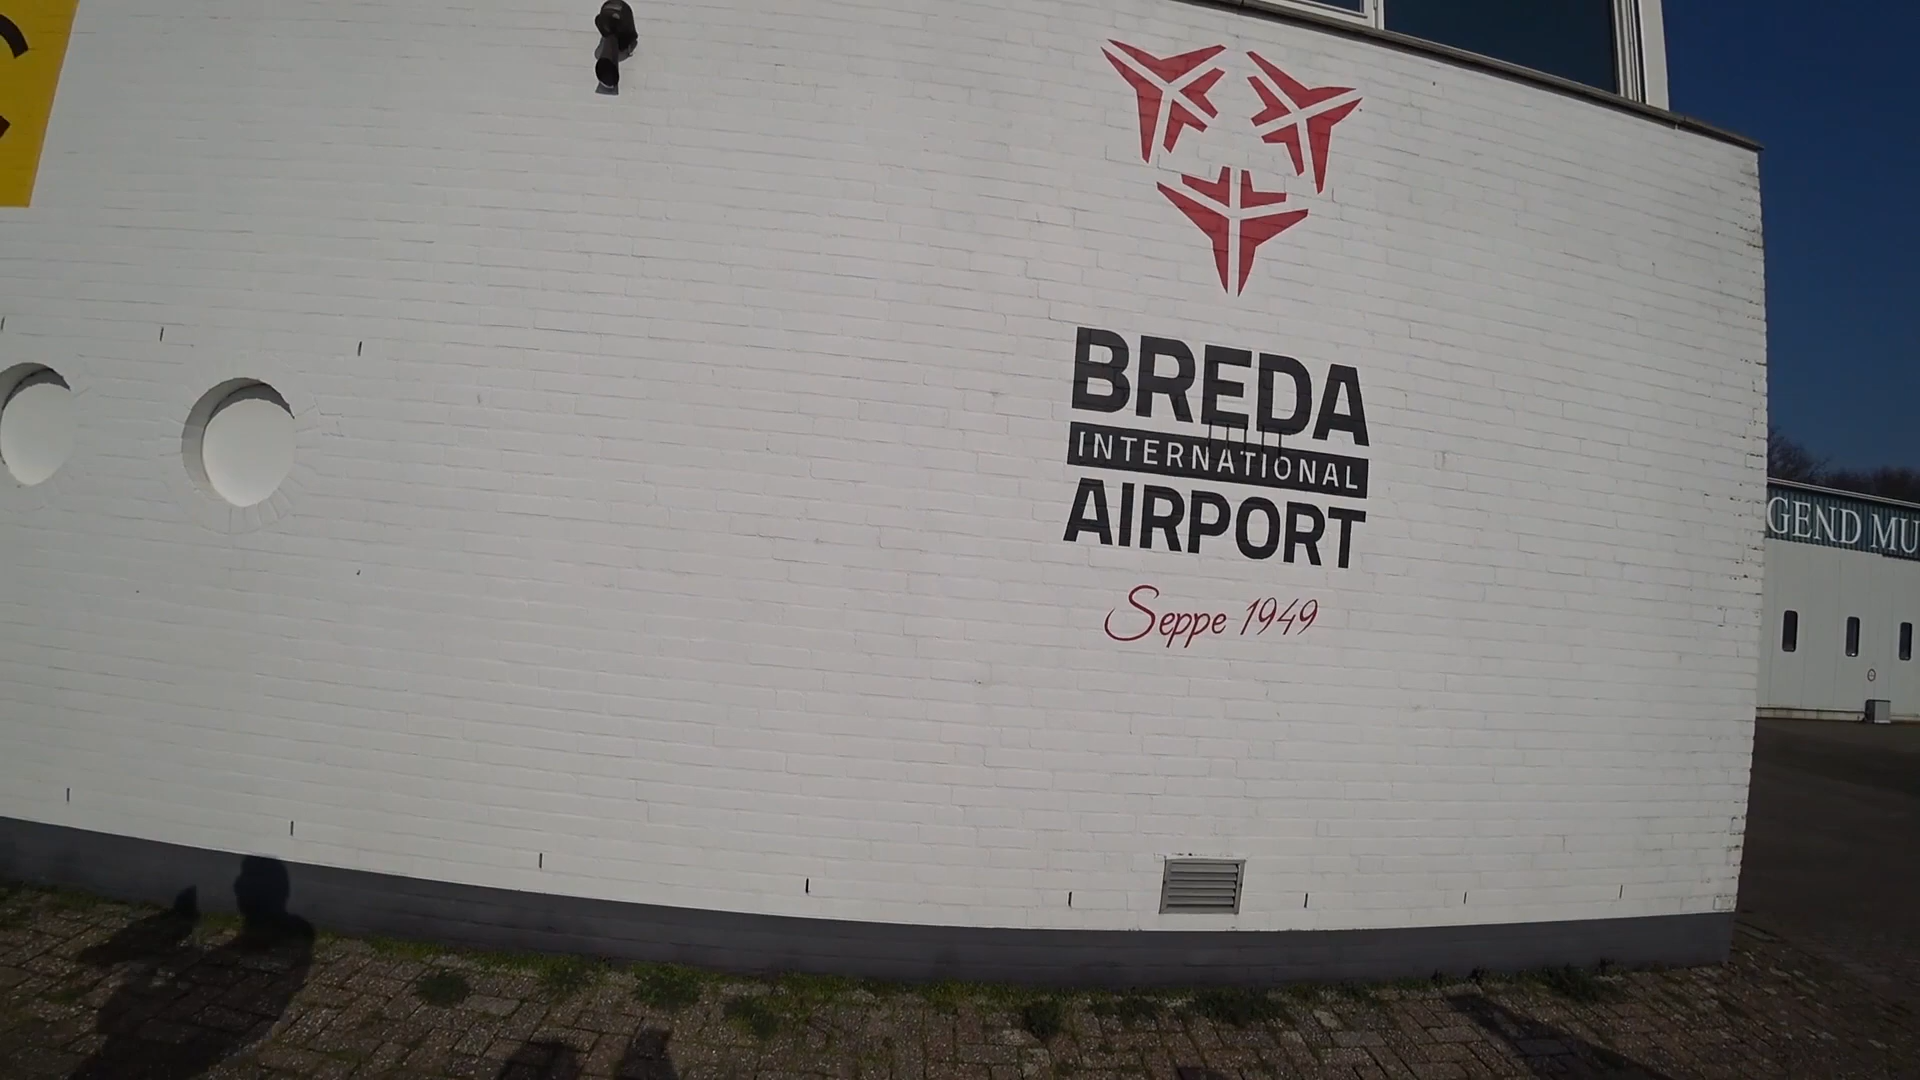 C
BREDA
INTERNATIONAL
AIRPORT
Seppe 1949
GEND MU